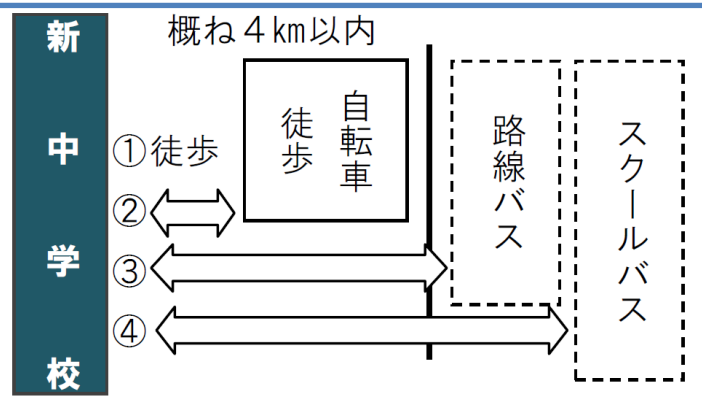 新中学校
概ね４km以内
①徒歩
②
③
④
自転車
徒歩
路線バス
スクールバス